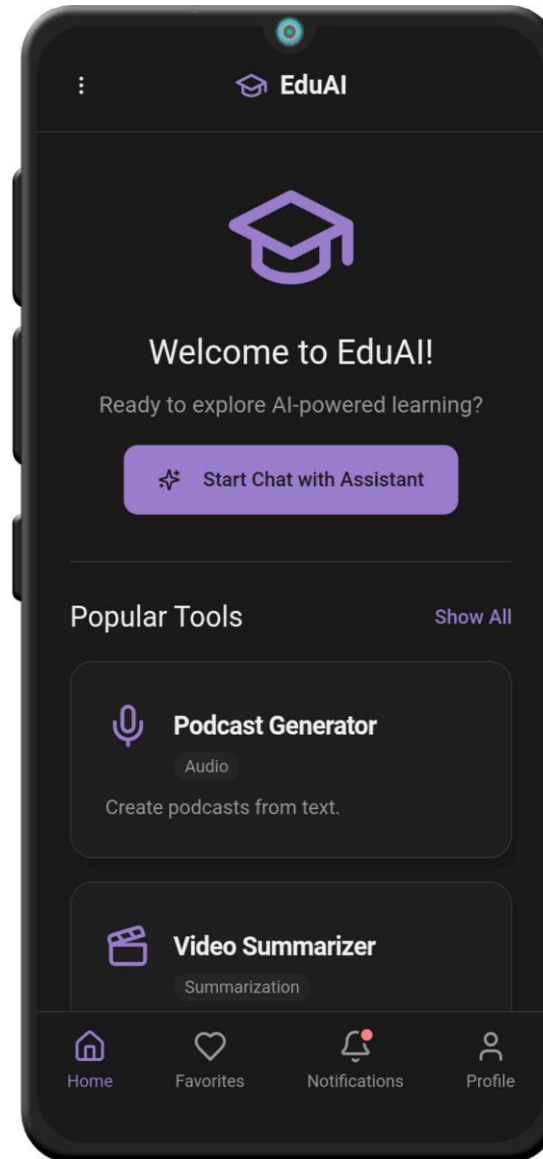 EduAI
Welcome to EduAI!
Ready to explore AI-powered learning?
Start Chat with Assistant
Popular Tools
Show All
Podcast Generator
Audio
Create podcasts from text.
Video Summarizer
Summarization
Home
Favorites
Notifications
Profile